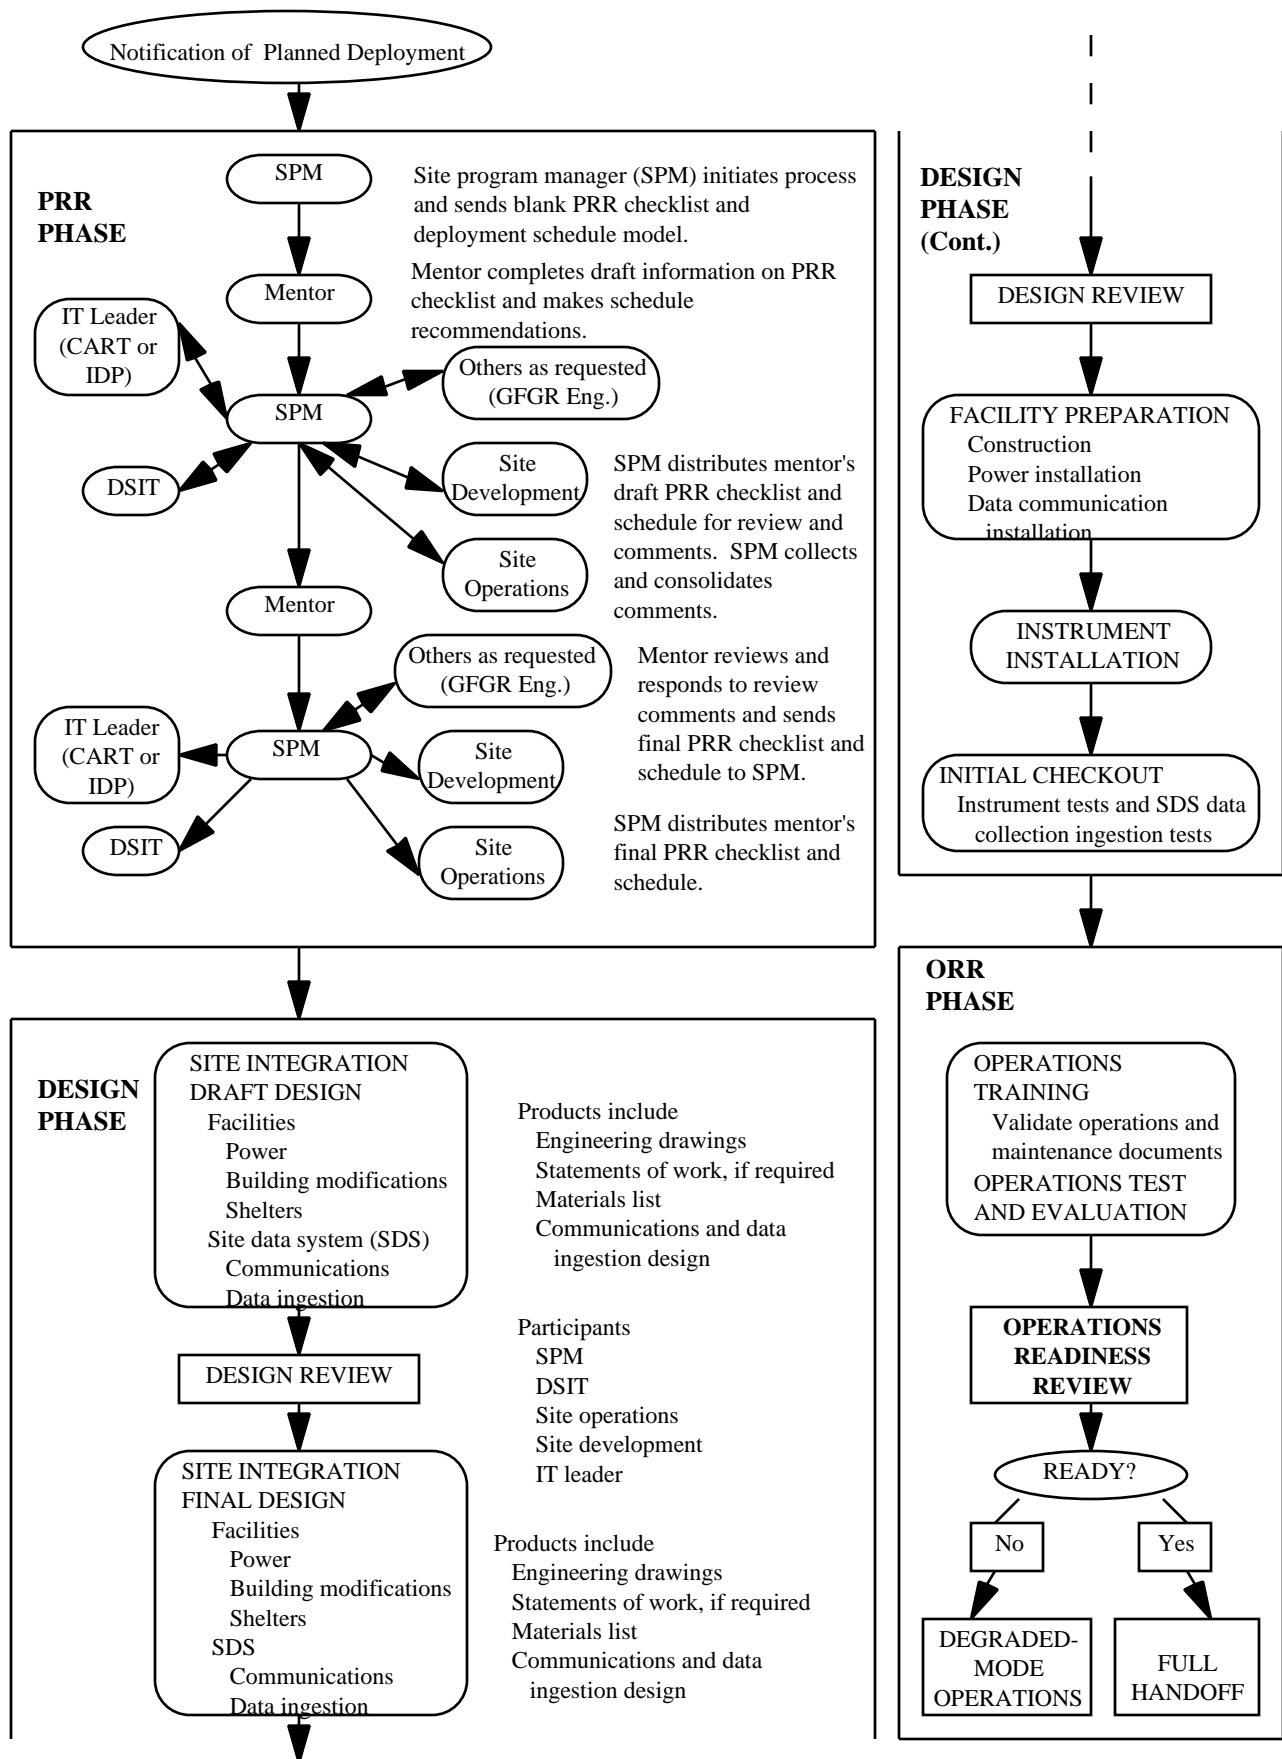 Notification of  Planned Deployment
PRR
PHASE
SPM
Site program manager (SPM) initiates process
and sends blank PRR checklist and
deployment schedule model.
Mentor
Mentor completes draft information on PRR
checklist and makes schedule
recommendations.
IT Leader
(CART or
IDP)
Others as requested
(GFGR Eng.)
SPM
DSIT
Site
Development
SPM distributes mentor's
draft PRR checklist and
schedule for review and
comments.  SPM collects
and consolidates
comments.
Site
Operations
Mentor
Others as requested
(GFGR Eng.)
Mentor reviews and
responds to review
comments and sends
final PRR checklist and
schedule to SPM.
IT Leader
(CART or
IDP)
SPM
Site
Development
DSIT
Site
Operations
SPM distributes mentor's
final PRR checklist and
schedule.
DESIGN
PHASE
SITE INTEGRATION
DRAFT DESIGN
Facilities
Power
Building modifications
Shelters
Site data system (SDS)
Communications
Data ingestion
Products include
Engineering drawings
Statements of work, if required
Materials list
Communications and data
ingestion design
DESIGN REVIEW
Participants
SPM
DSIT
Site operations
Site development
IT leader
SITE INTEGRATION
FINAL DESIGN
Facilities
Power
Building modifications
Shelters
SDS
Communications
Data ingestion
Products include
Engineering drawings
Statements of work, if required
Materials list
Communications and data
ingestion design
DESIGN
PHASE
(Cont.)
DESIGN REVIEW
FACILITY PREPARATION
Construction
Power installation
Data communication
installation
INSTRUMENT
INSTALLATION
INITIAL CHECKOUT
Instrument tests and SDS data
collection ingestion tests
ORR
PHASE
OPERATIONS
TRAINING
Validate operations and
maintenance documents
OPERATIONS TEST
AND EVALUATION
OPERATIONS
READINESS
REVIEW
READY?
No
Yes
DEGRADED-
MODE
OPERATIONS
FULL
HANDOFF